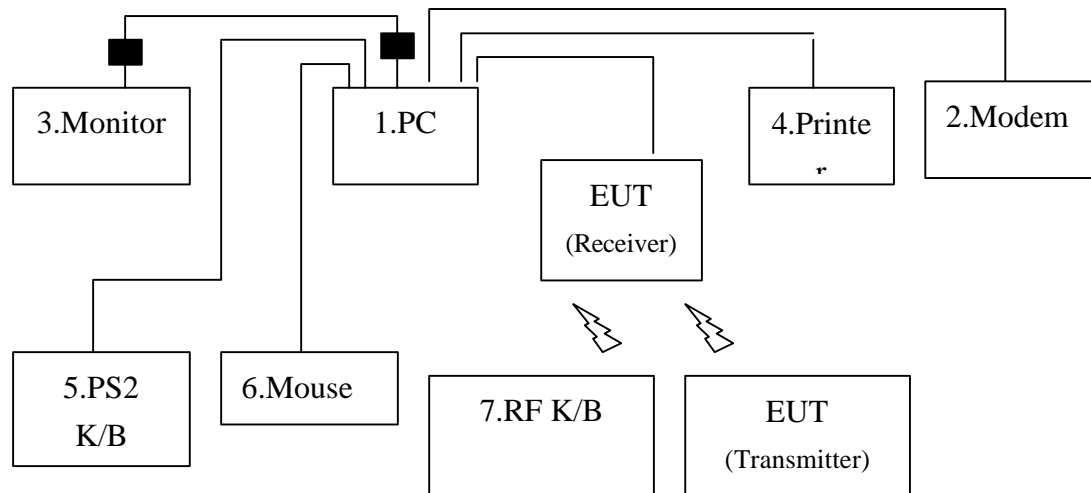 3.Monitor
1.PC
4.Printe
r
2.Modem
EUT
(Receiver)
5.PS2
K/B
6.Mouse
7.RF K/B
EUT
(Transmitter)